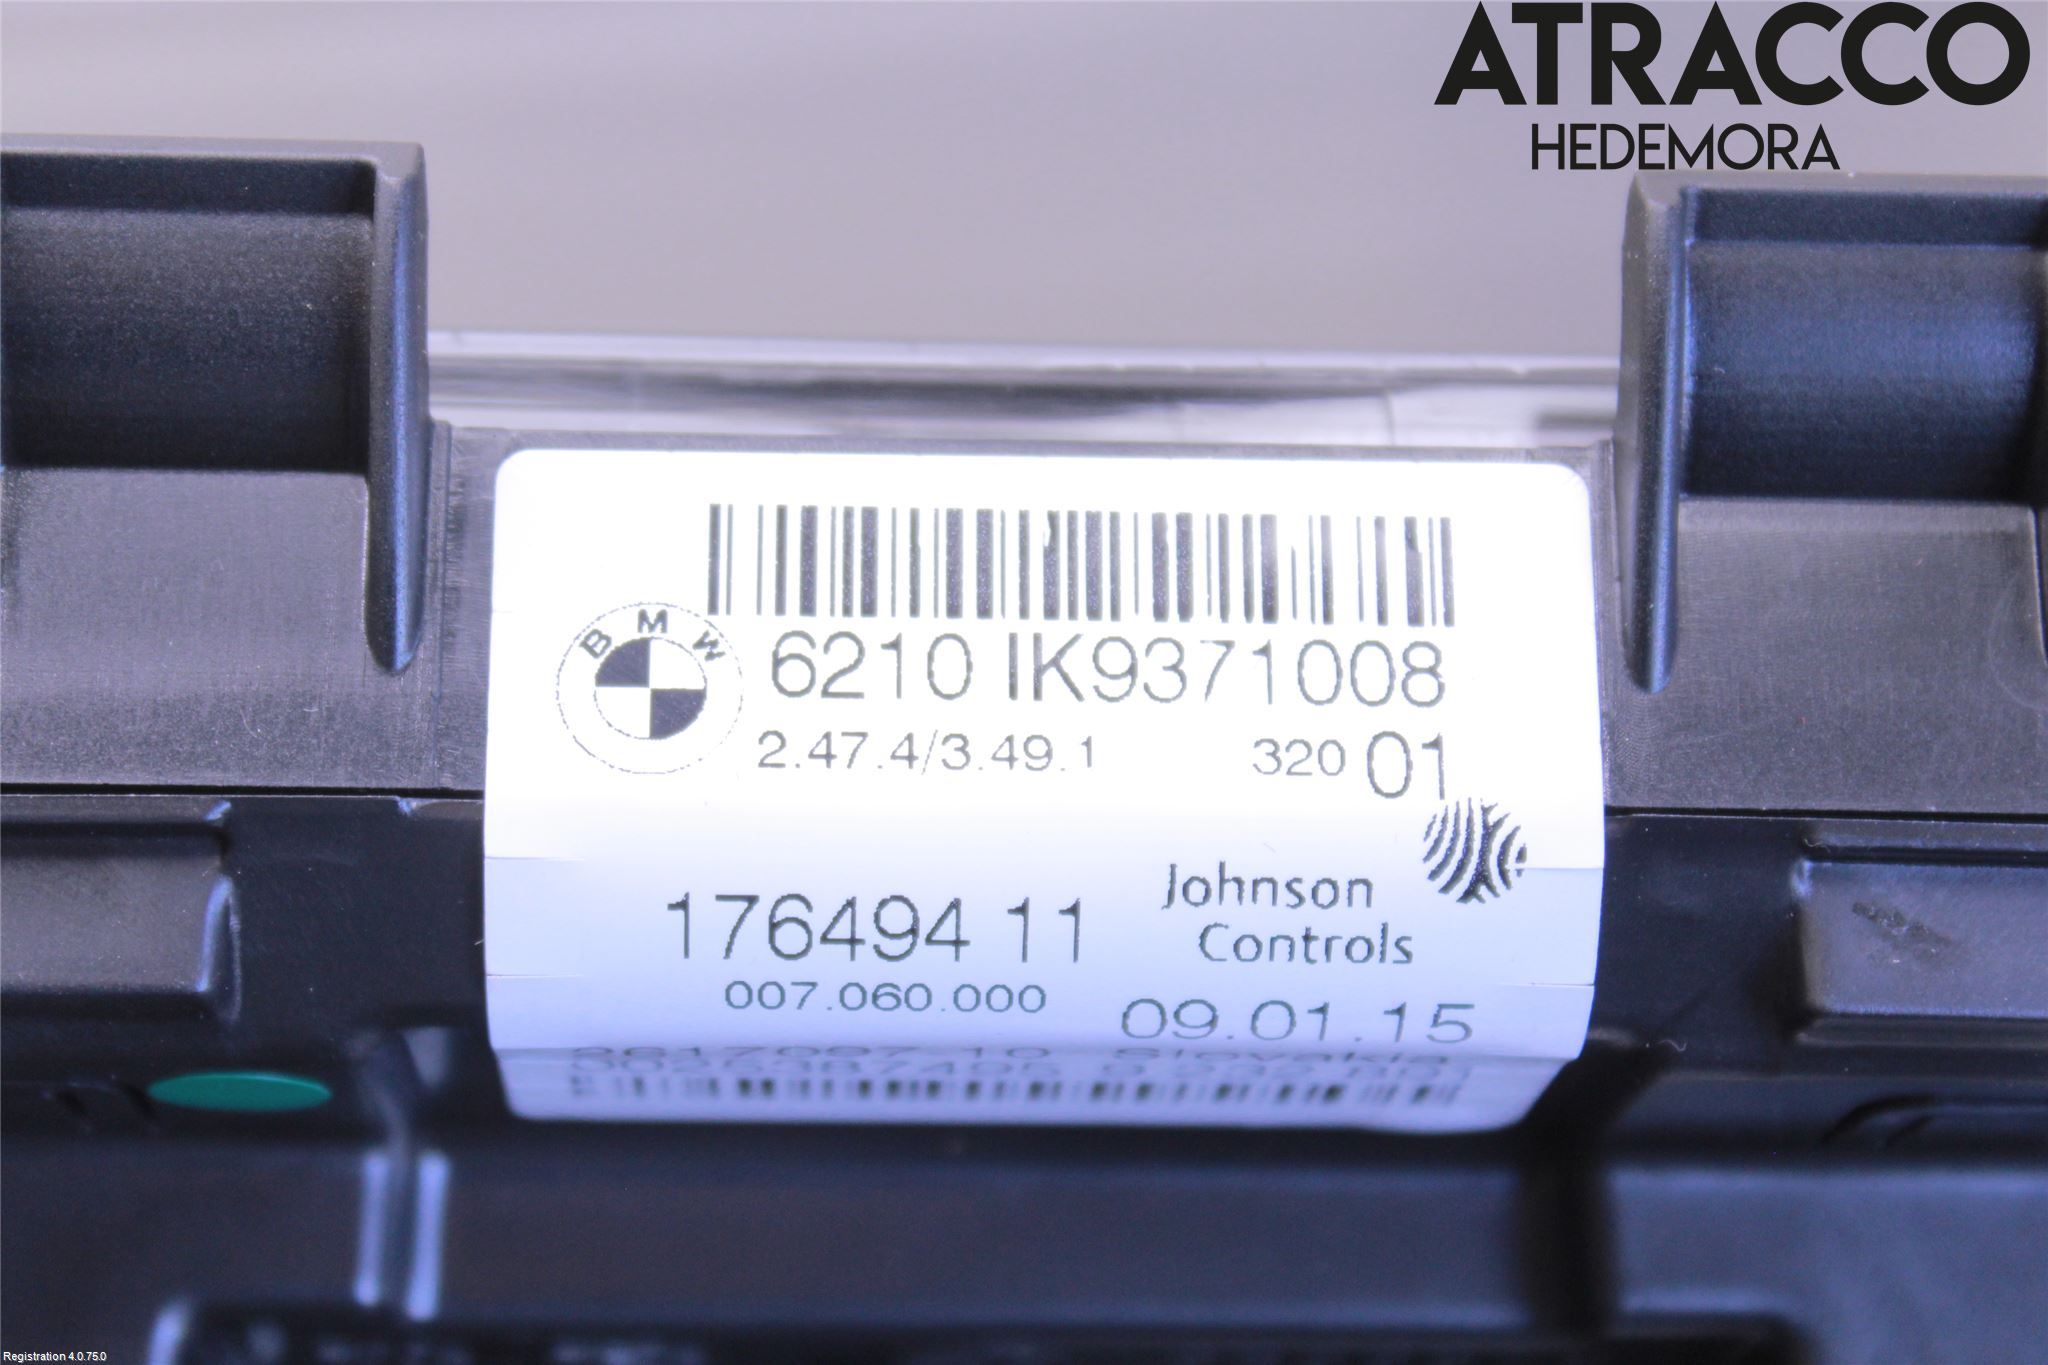 ATRACCO
HEDEMORA
BMW
6210 IK9371008
2.47.4/3.49.1 320 01
Johnson
Controls
176494 11
007.060.000 09.01.15
Slovakia
Registration 4.0.75.0